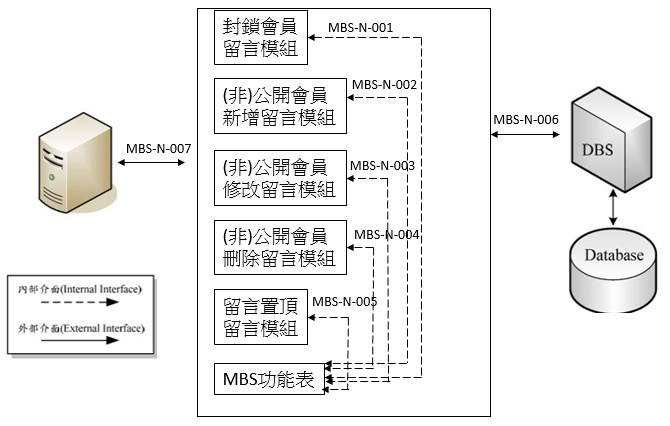 封鎖會員
留言模組
MBS-N-001
(非)公開會員
新增留言模組
MBS-N-002
MBS-N-007
MBS-N-006
DBS
(非)公開會員
修改留言模組
MBS-N-003
(非)公開會員
刪除留言模組
MBS-N-004
Database
內部介面(Internal Interface)
外部介面(External Interface)
留言置頂
留言模組
MBS-N-005
MBS功能表